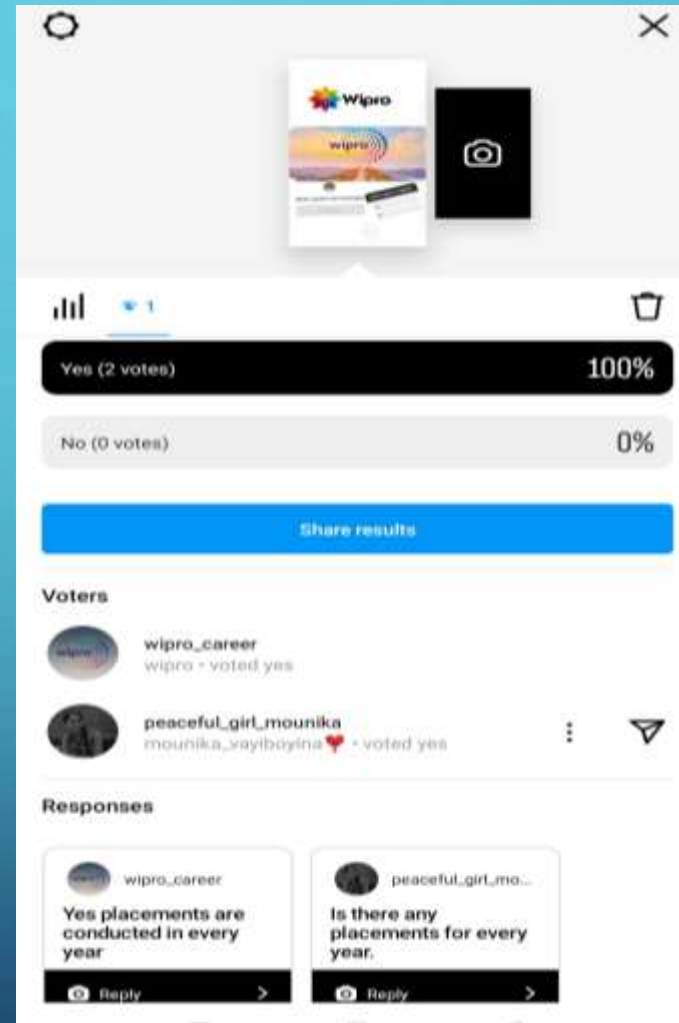 Wipro
wipro
1
Yes (2 votes) 100%
No (0 votes) 0%
Share results
Voters
wipro_career
wipro • voted yes
peaceful_girl_mounika
mounika_vayiboyina❤ • voted yes
Responses
wipro_career
Yes placements are
conducted in every
year
Reply
peaceful_girl_mo...
Is there any
placements for every
year.
Reply